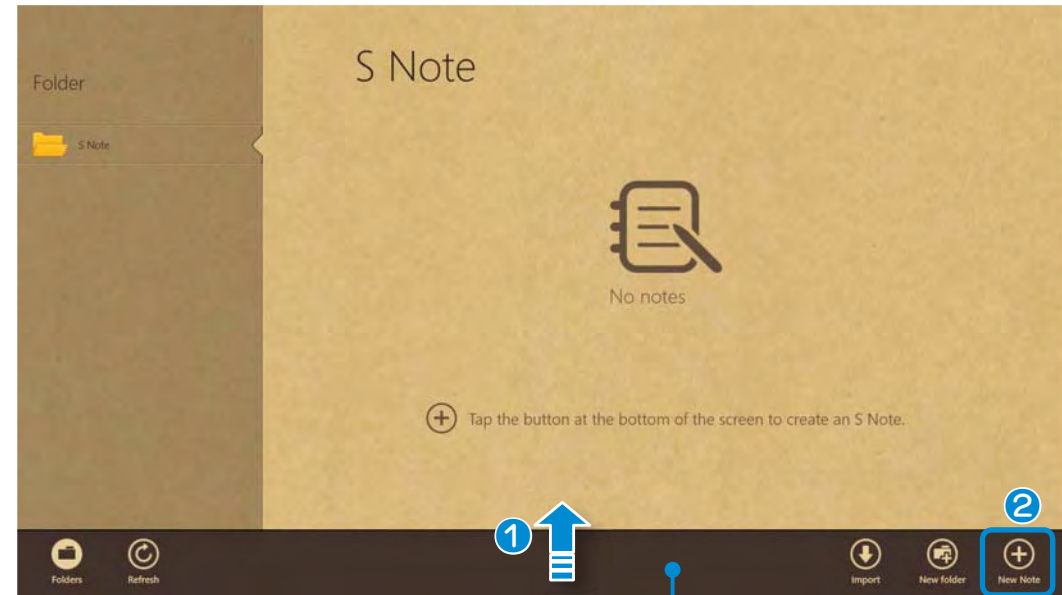 S Note
Folder
S Note
No notes
Tap the button at the bottom of the screen to create an S Note.
1
2
Folders
Refresh
Import
New folder
New Note